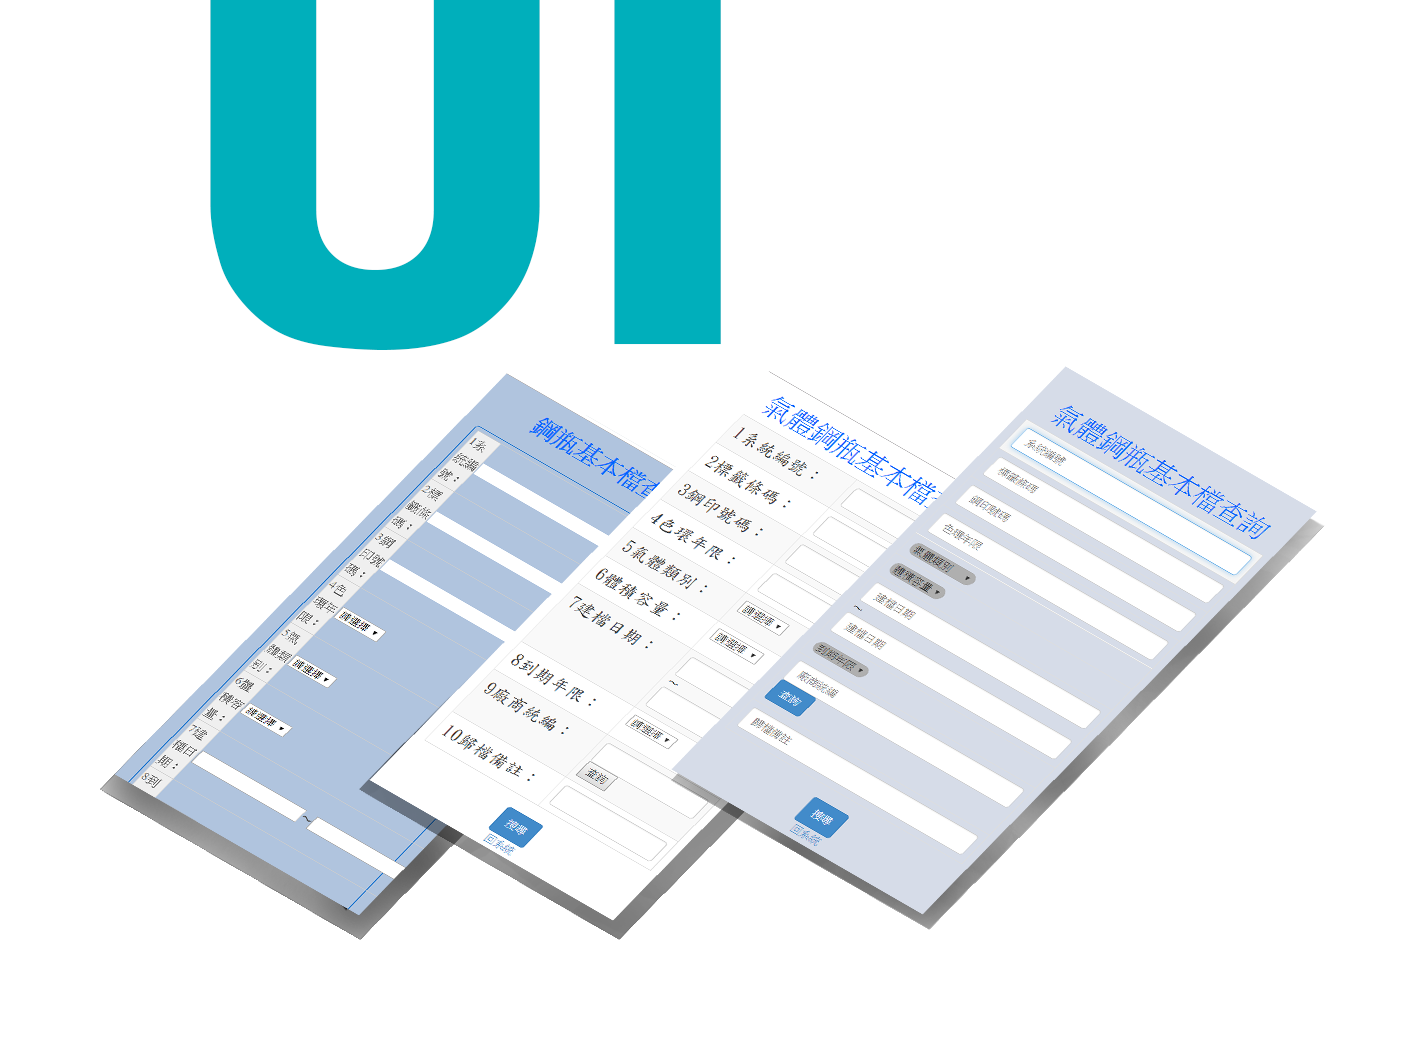 UI
鋼瓶基本檔查
1系
統編
號：
2標
籤條
碼：
3鋼
印號
碼：
4色
環年
限：
請選擇
5氣
體類
別：
請選擇
6體
積容
量：
請選擇
7建
檔日
期：
~
8到
氣體鋼瓶基本檔
1系統編號：
2標籤條碼：
3鋼印號碼：
4色環年限：
5氣體類別：
請選擇
6體積容量：
請選擇
7建檔日期：
~
8到期年限：
請選擇
9廠商統編：
查詢
10歸檔備註：
搜尋
回系統
氣體鋼瓶基本檔查詢
系統編號
標籤條碼
鋼印號碼
色環年限
氣體類別
體積容量
建檔日期
~
建檔日期
到期年限
廠商統編
查詢
歸檔備註
搜尋
回系統